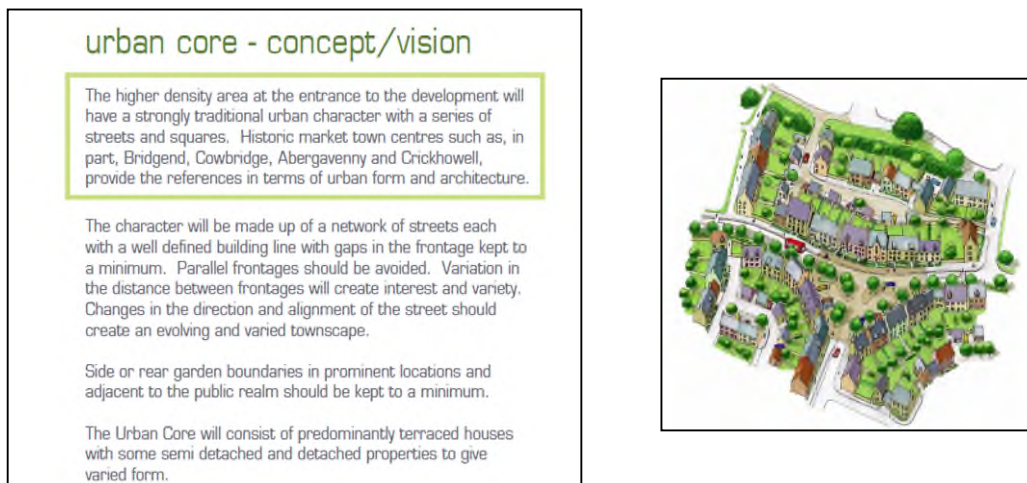 urban core - concept/vision
The higher density area at the entrance to the development will
have a strongly traditional urban character with a series of
streets and squares. Historic market town centres such as, in
part, Bridgend, Cowbridge, Abergavenny and Crickhowell,
provide the references in terms of urban form and architecture.
The character will be made up of a network of streets each
with a well defined building line with gaps in the frontage kept to
a minimum. Parallel frontages should be avoided. Variation in
the distance between frontages will create interest and variety.
Changes in the direction and alignment of the street should
create an evolving and varied townscape.
Side or rear garden boundaries in prominent locations and
adjacent to the public realm should be kept to a minimum.
The Urban Core will consist of predominantly terraced houses
with some semi detached and detached properties to give
varied form.